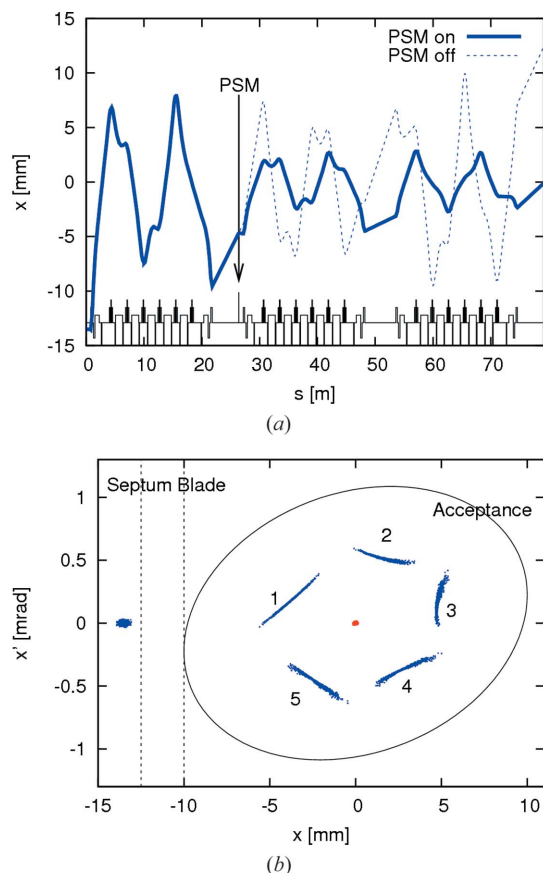 PSM on
PSM off
PSM
15
10
5
0
-5
-10
-15
x [mm]
0 10 20 30 40 50 60 70
s [m]
(a)
Septum Blade
Acceptance
1
2
3
4
5
1
0.5
0
-0.5
-1
x' [mrad]
-15 -10 -5 0 5 10
x [mm]
(b)